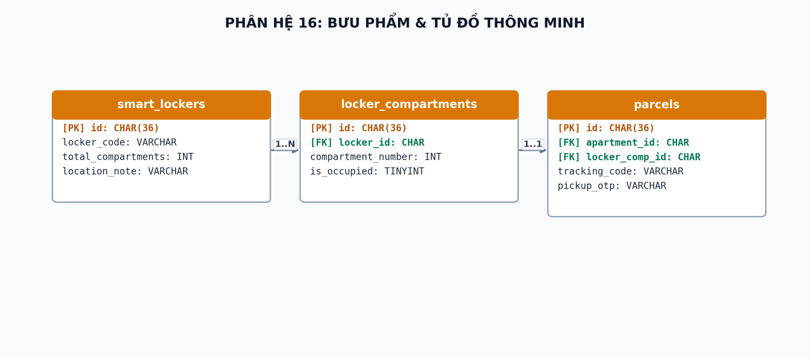 PHÂN HỆ 16: BƯU PHẨM & TỦ ĐỒ THÔNG MINH
smart_lockers
[PK] id: CHAR(36)
locker_code: VARCHAR
total_compartments: INT
location_note: VARCHAR
1..N
locker_compartments
[PK] id: CHAR(36)
[FK] locker_id: CHAR
compartment_number: INT
is_occupied: TINYINT
1..1
parcels
[PK] id: CHAR(36)
[FK] apartment_id: CHAR
[FK] locker_comp_id: CHAR
tracking_code: VARCHAR
pickup_otp: VARCHAR